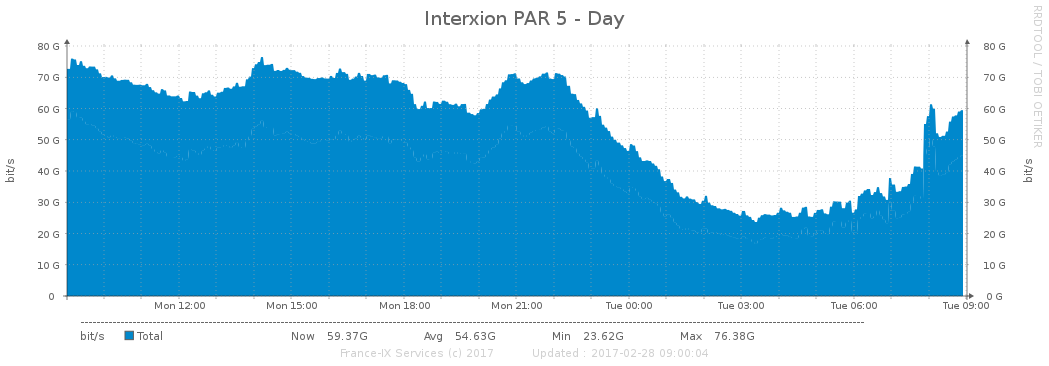 Interxion PAR 5 - Day
RRDTOOL / TOBI OETIKER
bit/s
bit/s
80 G 80 G
70 G 70 G
60 G 60 G
50 G 50 G
40 G 40 G
30 G 30 G
20 G 20 G
10 G 10 G
0 0 G
Mon 12:00 Mon 15:00 Mon 18:00 Mon 21:00 Tue 00:00 Tue 03:00 Tue 06:00 Tue 09:00
bit/s Total Now 59.37G Avg 54.63G Min 23.62G Max 76.38G
France-IX Services (c) 2017 Updated : 2017-02-28 09:00:04